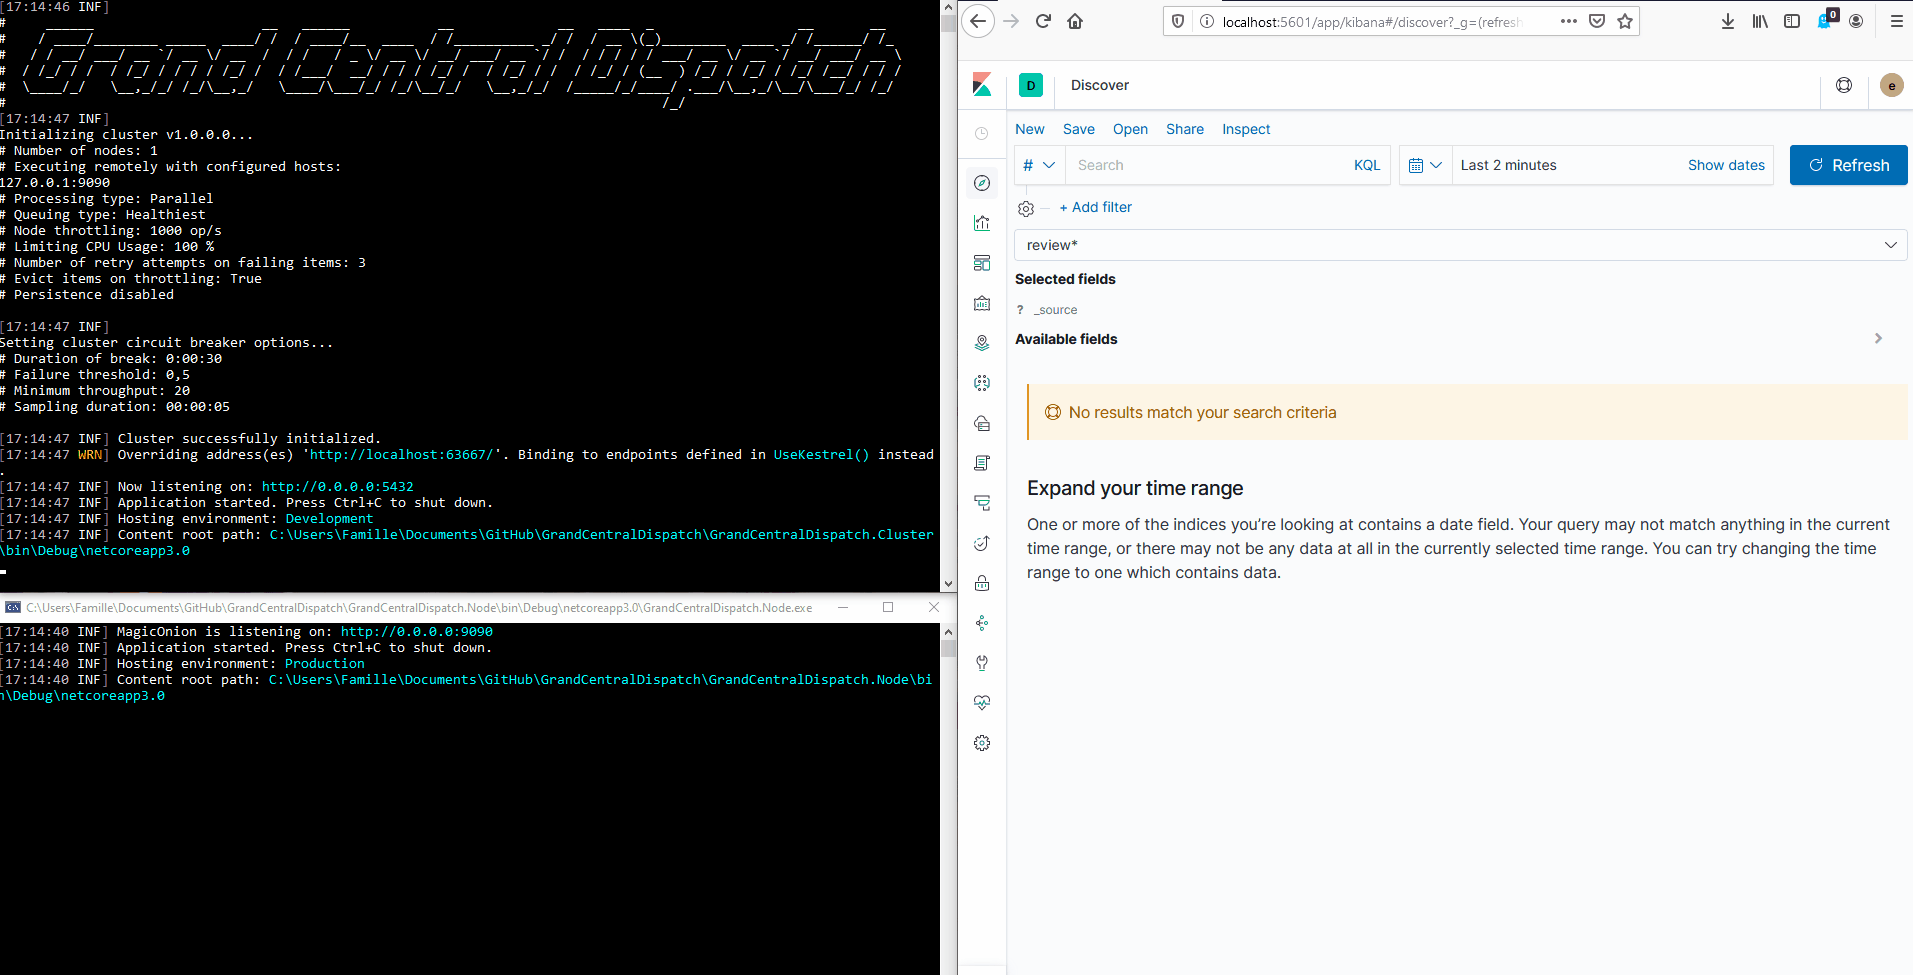 [17:14:46 INF]
#
# Grand Central Dispatch
#
[17:14:47 INF]
Initializing cluster v1.0.0.0...
# Number of nodes: 1
# Executing remotely with configured hosts:
127.0.0.1:9090
# Processing type: Parallel
# Queuing type: Healthiest
# Node throttling: 1000 op/s
# Limiting CPU Usage: 100 %
# Number of retry attempts on failing items: 3
# Evict items on throttling: True
# Persistence disabled
[17:14:47 INF]
Setting cluster circuit breaker options...
# Duration of break: 0:00:30
# Failure threshold: 0,5
# Minimum throughput: 20
# Sampling duration: 00:00:05
[17:14:47 INF] Cluster successfully initialized.
[17:14:47 WRN] Overriding address(es) 'http://localhost:63667/'. Binding to endpoints defined in UseKestrel() instead
.
[17:14:47 INF] Now listening on: http://0.0.0.0:5432
[17:14:47 INF] Application started. Press Ctrl+C to shut down.
[17:14:47 INF] Hosting environment: Development
[17:14:47 INF] Content root path: C:\Users\Famille\Documents\GitHub\GrandCentralDispatch\GrandCentralDispatch.Cluster
\bin\Debug\netcoreapp3.0
C:\Users\Famille\Documents\GitHub\GrandCentralDispatch\GrandCentralDispatch.Node\bin\Debug\netcoreapp3.0\GrandCentralDispatch.Node.exe
[17:14:40 INF] MagicOnion is listening on: http://0.0.0.0:9090
[17:14:40 INF] Application started. Press Ctrl+C to shut down.
[17:14:40 INF] Hosting environment: Production
[17:14:40 INF] Content root path: C:\Users\Famille\Documents\GitHub\GrandCentralDispatch\GrandCentralDispatch.Node\bi
n\Debug\netcoreapp3.0
localhost:5601/app/kibana#/discover?_g=(refresh
0
D Discover e
New Save Open Share Inspect
# Search KQL Last 2 minutes Show dates Refresh
+ Add filter
review*
Selected fields
? _source
Available fields
No results match your search criteria
Expand your time range
One or more of the indices you're looking at contains a date field. Your query may not match anything in the current
time range, or there may not be any data at all in the currently selected time range. You can try changing the time
range to one which contains data.